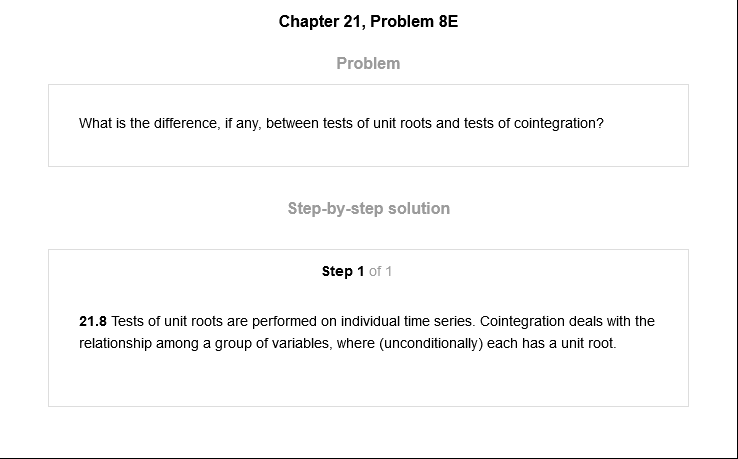 Chapter 21, Problem 8E
Problem
What is the difference, if any, between tests of unit roots and tests of cointegration?
Step-by-step solution
Step 1 of 1
21.8 Tests of unit roots are performed on individual time series. Cointegration deals with the
relationship among a group of variables, where (unconditionally) each has a unit root.